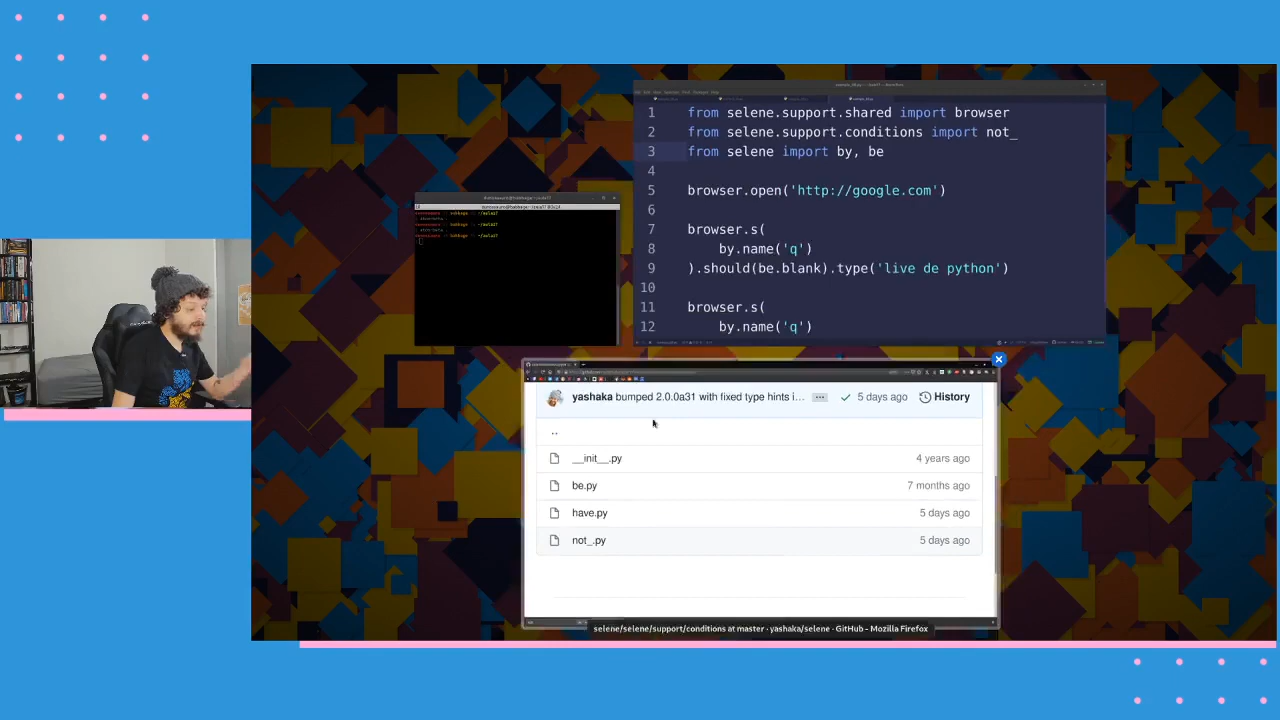 1 from selene.support.shared import browser
2 from selene.support.conditions import not_
3 from selene import by, be
4
5 browser.open('http://google.com')
6
7 browser.s(
8 by.name('q')
9 ).should(be.blank).type('live de python')
10
11 browser.s(
12 by.name('q')
yashaka bumped 2.0.0a31 with fixed type hints i... ... 5 days ago History
..
__init__.py 4 years ago
be.py 7 months ago
have.py 5 days ago
not_.py 5 days ago
selene/selene/support/conditions at master · yashaka/selene · GitHub - Mozilla Firefox